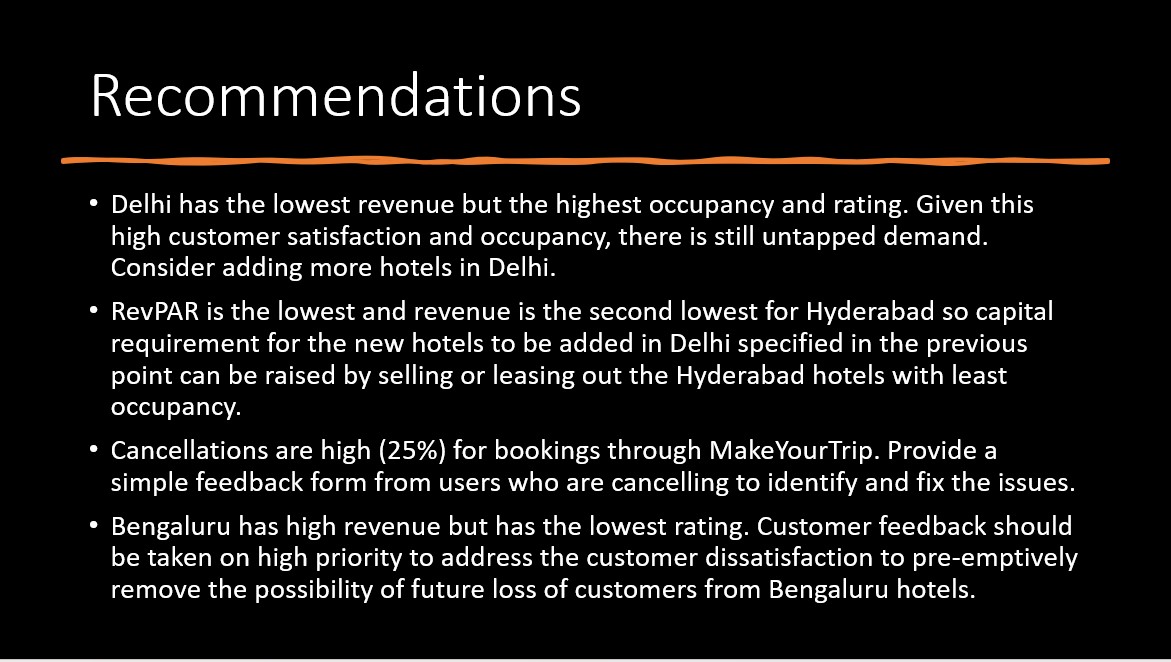 Recommendations
• Delhi has the lowest revenue but the highest occupancy and rating. Given this
high customer satisfaction and occupancy, there is still untapped demand.
Consider adding more hotels in Delhi.
• RevPAR is the lowest and revenue is the second lowest for Hyderabad so capital
requirement for the new hotels to be added in Delhi specified in the previous
point can be raised by selling or leasing out the Hyderabad hotels with least
occupancy.
• Cancellations are high (25%) for bookings through MakeYourTrip. Provide a
simple feedback form from users who are cancelling to identify and fix the issues.
• Bengaluru has high revenue but has the lowest rating. Customer feedback should
be taken on high priority to address the customer dissatisfaction to pre-emptively
remove the possibility of future loss of customers from Bengaluru hotels.